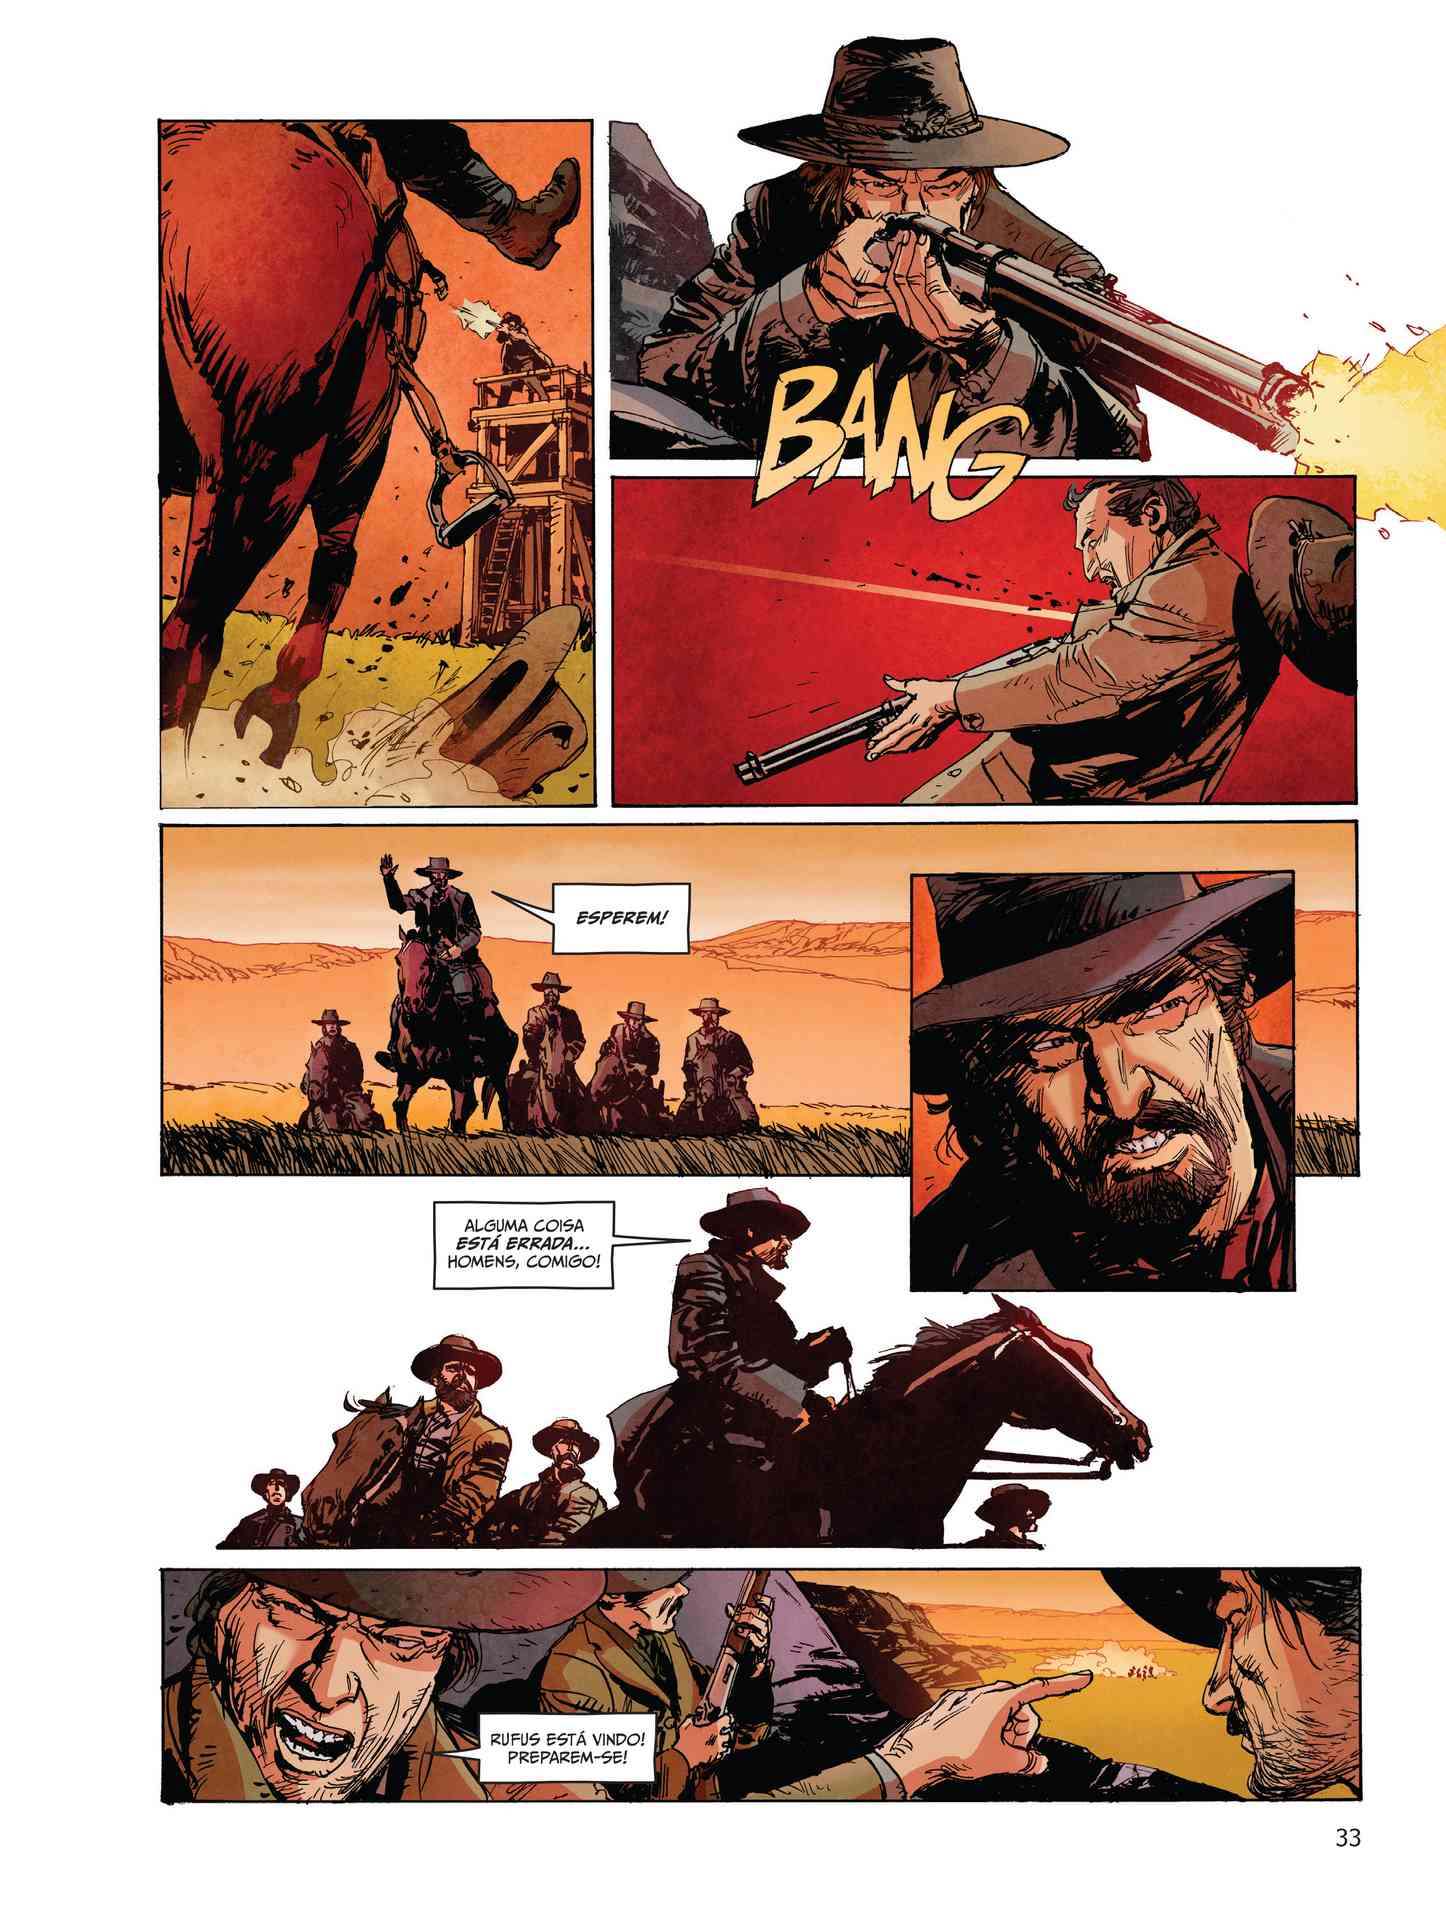 BANG
ESPEREM!
ALGUMA COISA
ESTÁ ERRADA...
HOMENS, COMIGO!
RUFUS ESTÁ VINDO!
PREPAREM-SE!
33